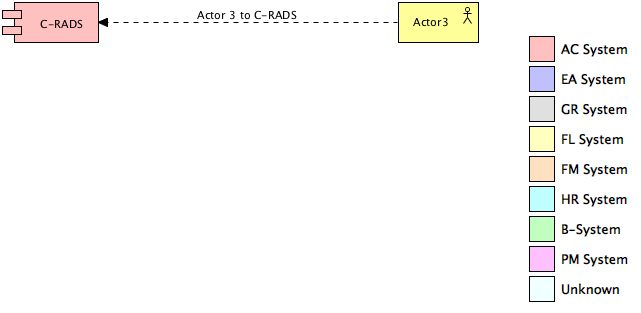 C-RADS
Actor 3 to C-RADS
Actor3
AC System
EA System
GR System
FL System
FM System
HR System
B-System
PM System
Unknown